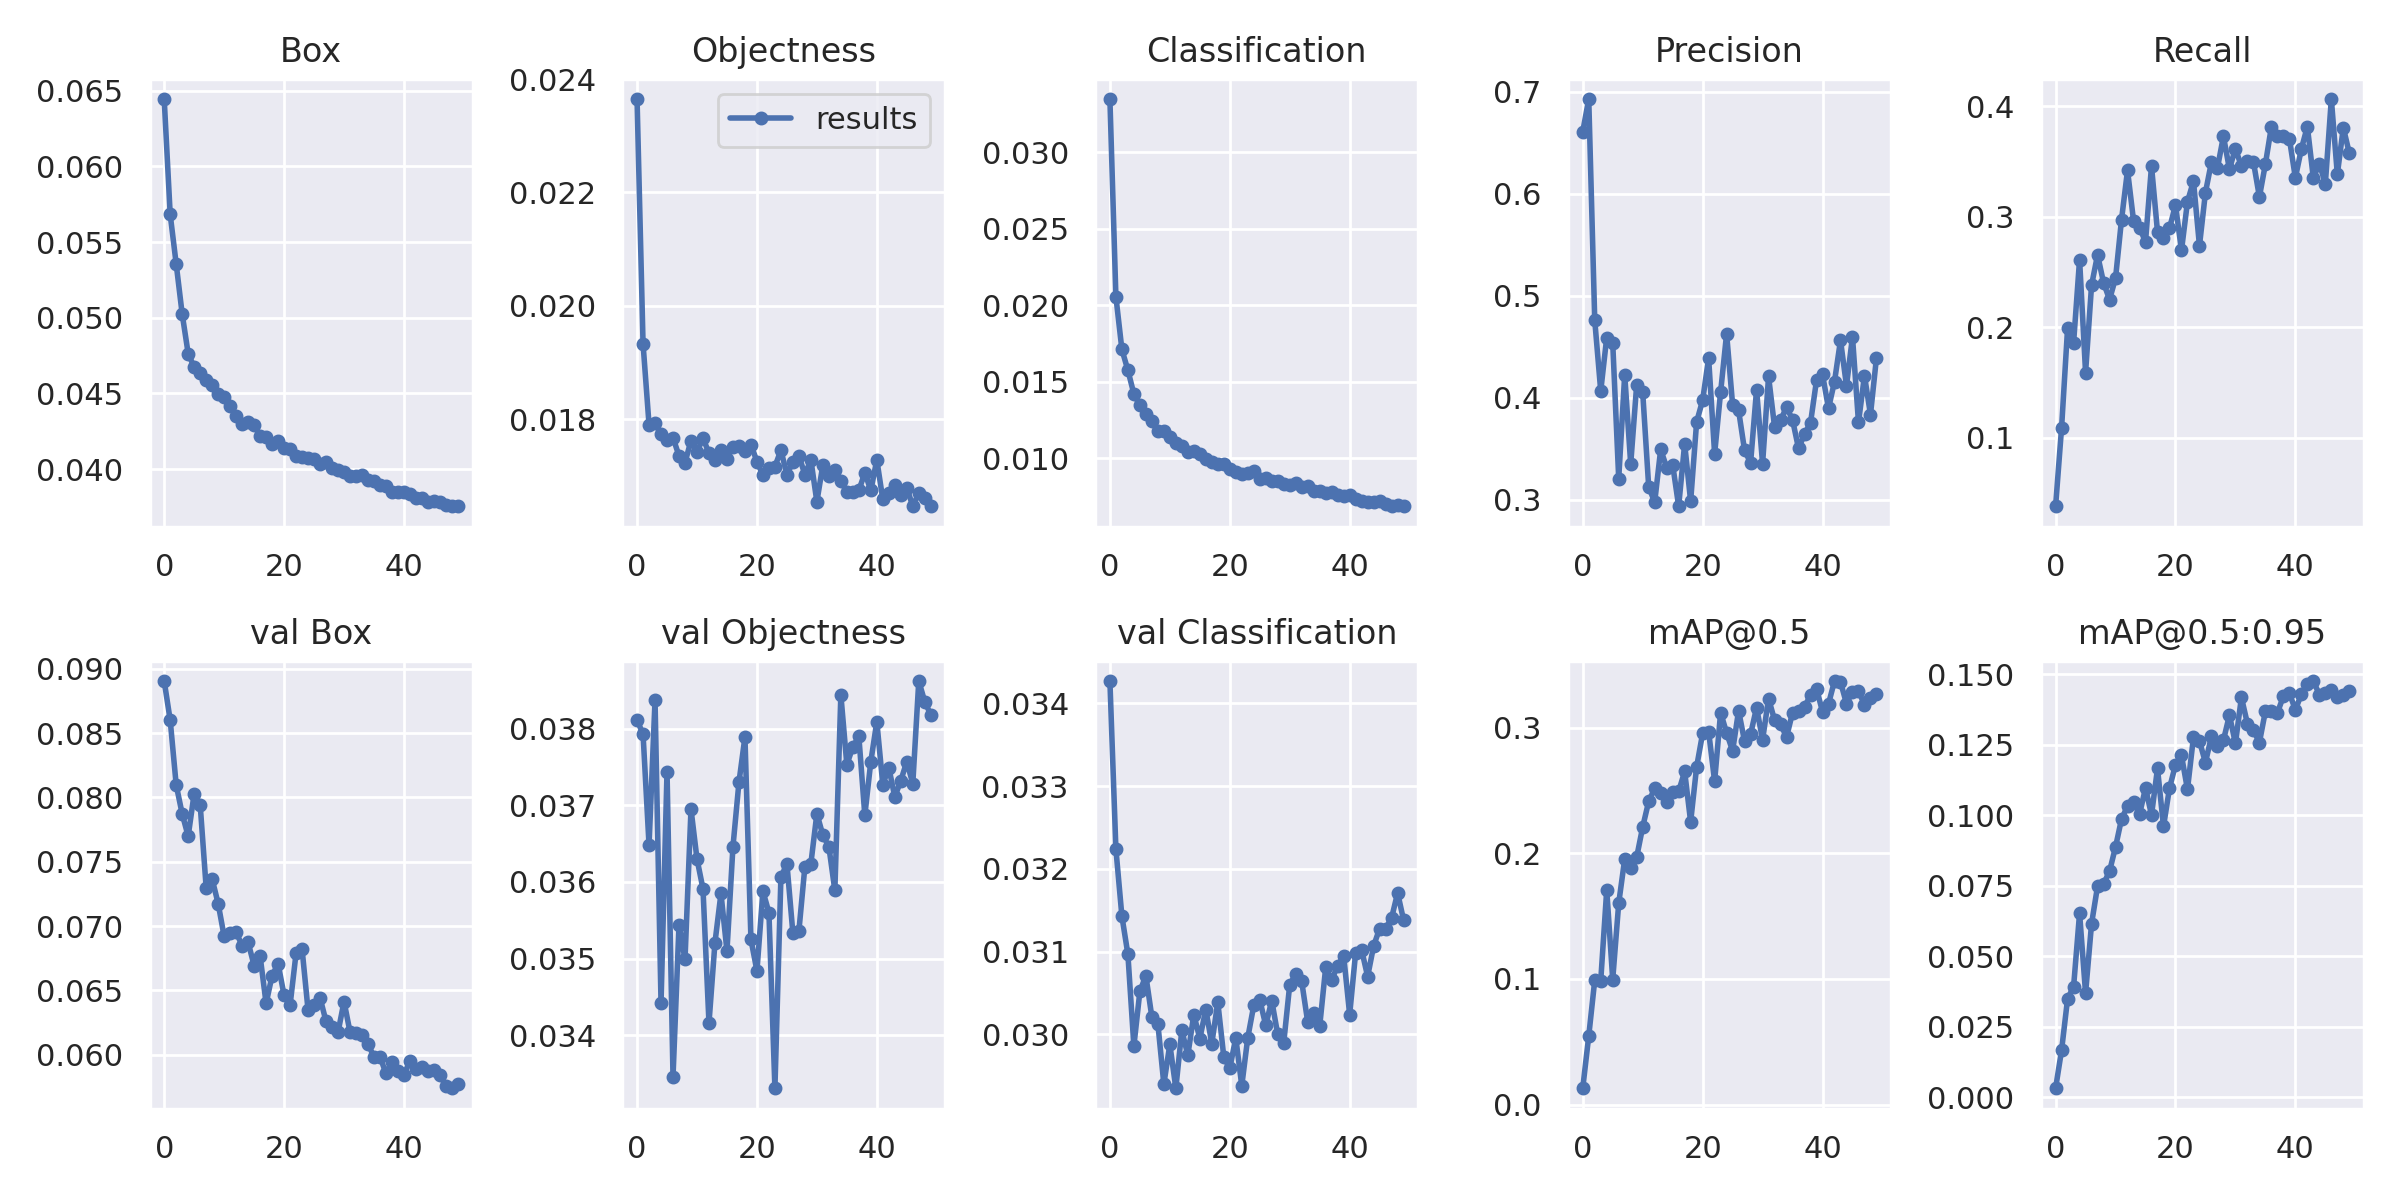 Box
Objectness
Classification
Precision
Recall
0.065
0.060
0.055
0.050
0.045
0.040
0 20 40
results
0.024
0.022
0.020
0.018
0 20 40
0.030
0.025
0.020
0.015
0.010
0 20 40
0.7
0.6
0.5
0.4
0.3
0 20 40
0.4
0.3
0.2
0.1
0 20 40
val Box
val Objectness
val Classification
mAP@0.5
mAP@0.5:0.95
0.090
0.085
0.080
0.075
0.070
0.065
0.060
0 20 40
0.038
0.037
0.036
0.035
0.034
0 20 40
0.034
0.033
0.032
0.031
0.030
0 20 40
0.3
0.2
0.1
0.0
0 20 40
0.150
0.125
0.100
0.075
0.050
0.025
0.000
0 20 40